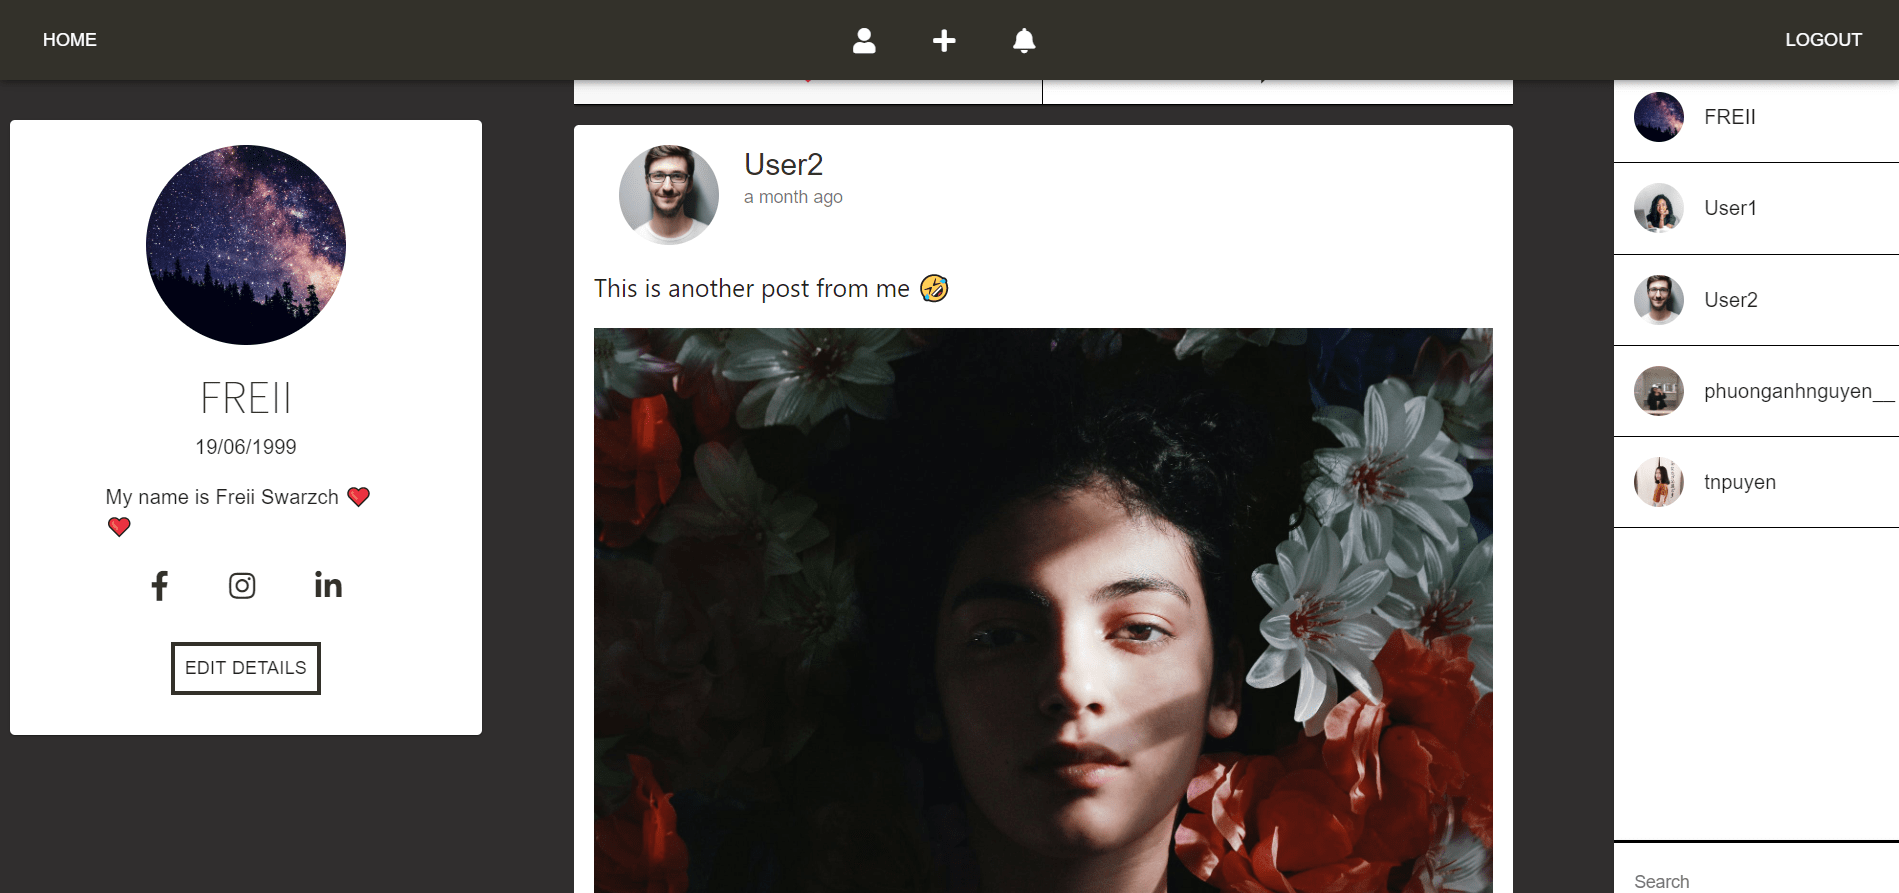 HOME
LOGOUT
FREII
19/06/1999
My name is Freii Swarzch ❤️
❤️
EDIT DETAILS
User2
a month ago
This is another post from me 🤣
FREII
User1
User2
phuonganhnguyen__
tnpuyen
Search